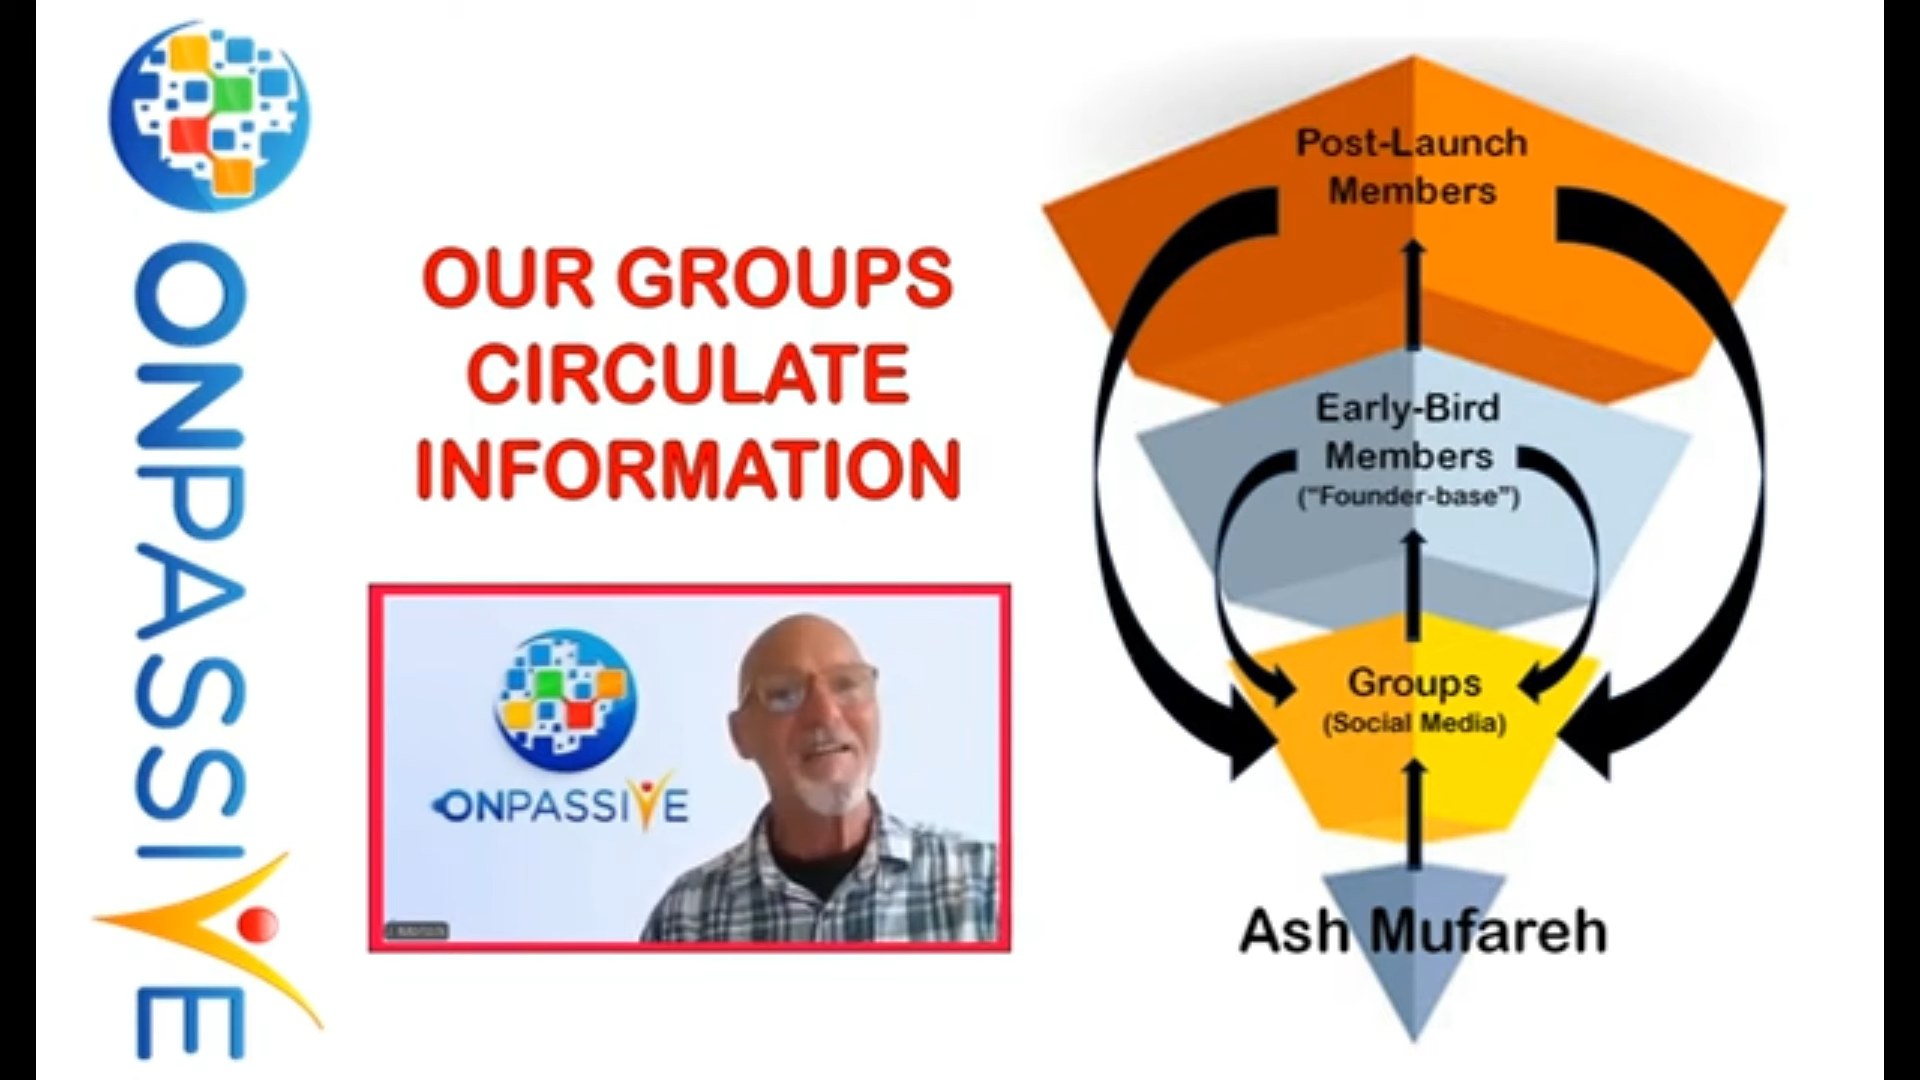 ONPASSIVE
OUR GROUPS
CIRCULATE
INFORMATION
ONPASSIVE
Post-Launch
Members
Early-Bird
Members
("Founder-base")
Groups
(Social Media)
Ash Mufareh